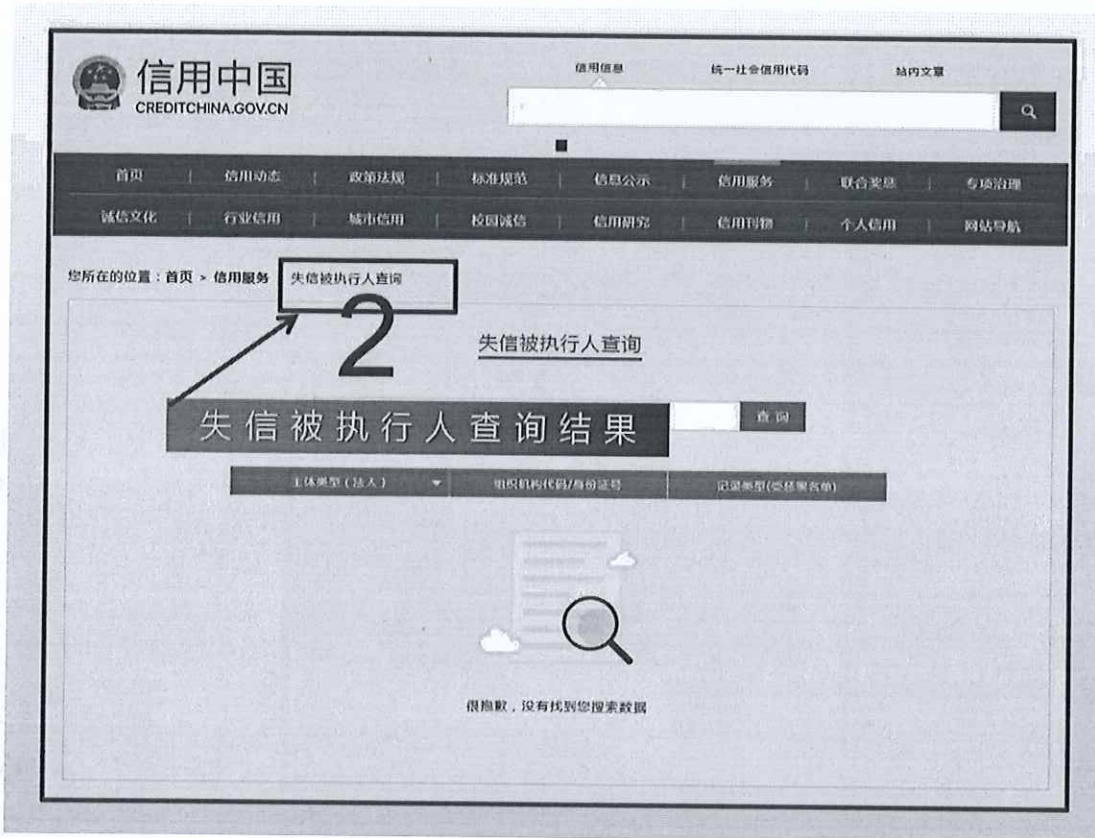 信用中国
CREDITCHINA.GOV.CN
信用信息 统一社会信用代码 站内文章
首页 | 信用动态 | 政策法规 | 标准规范 | 信息公示 | 信用服务 | 联合奖惩 | 专项治理
诚信文化 | 行业信用 | 城市信用 | 校园诚信 | 信用研究 | 信用刊物 | 个人信用 | 网站导航
您所在的位置：首页 > 信用服务 失信被执行人查询
2
失信被执行人查询
失信被执行人查询结果 查询
主体类型（法人） 组织机构代码/身份证号 记录类型(受惩黑名单)
很抱歉，没有找到您搜索数据